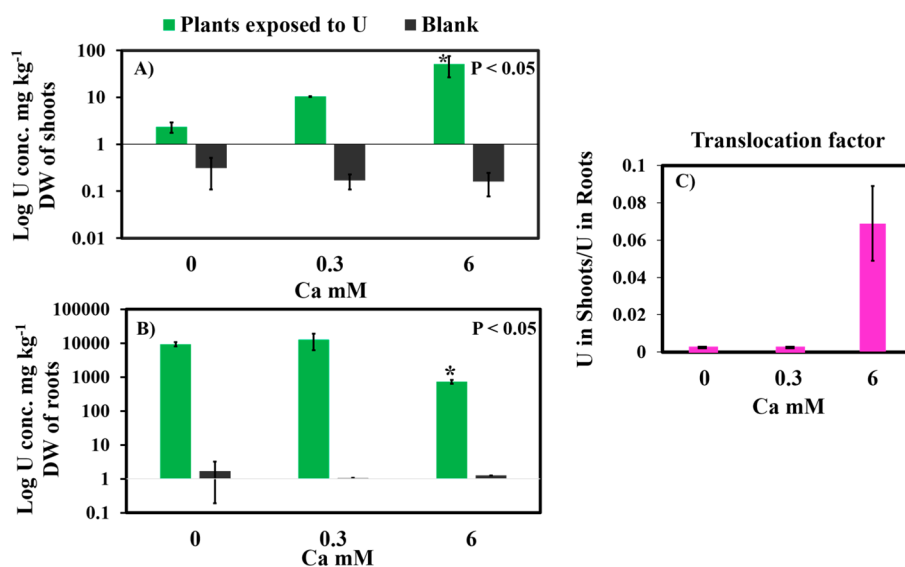 Plants exposed to U
Blank
Log U conc. mg kg-1
DW of shoots
100
10
1
0.1
0.01
A)
*
P < 0.05
0
0.3
6
Ca mM
Log U conc. mg kg-1
DW of roots
100000
10000
1000
100
10
1
0.1
B)
*
P < 0.05
0
0.3
6
Ca mM
Translocation factor
U in Shoots/U in Roots
0.1
0.08
0.06
0.04
0.02
0
C)
0
0.3
6
Ca mM